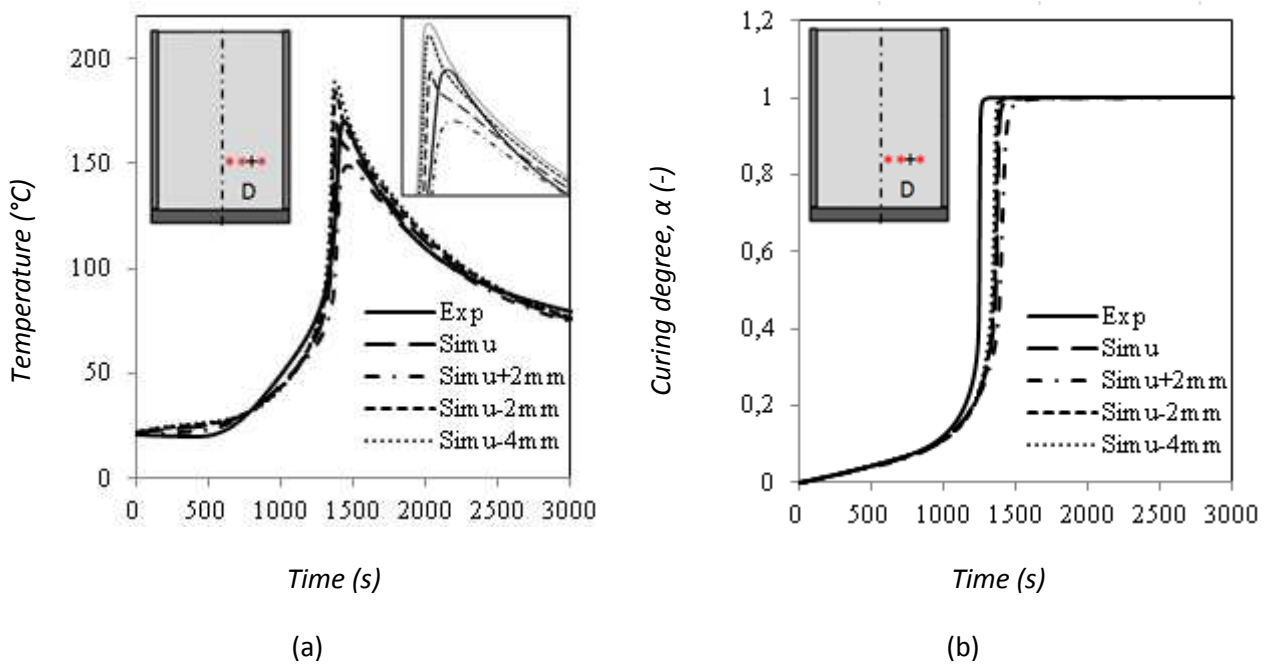 Temperature (°C)
200
150
100
50
0
0 500 1000 1500 2000 2500 3000
D
Exp
Simu
Simu+2mm
Simu-2mm
Simu-4mm
Time (s)
(a)
Curing degree, α (-)
1,2
1
0,8
0,6
0,4
0,2
0
0 500 1000 1500 2000 2500 3000
D
Exp
Simu
Simu+2mm
Simu-2mm
Simu-4mm
Time (s)
(b)